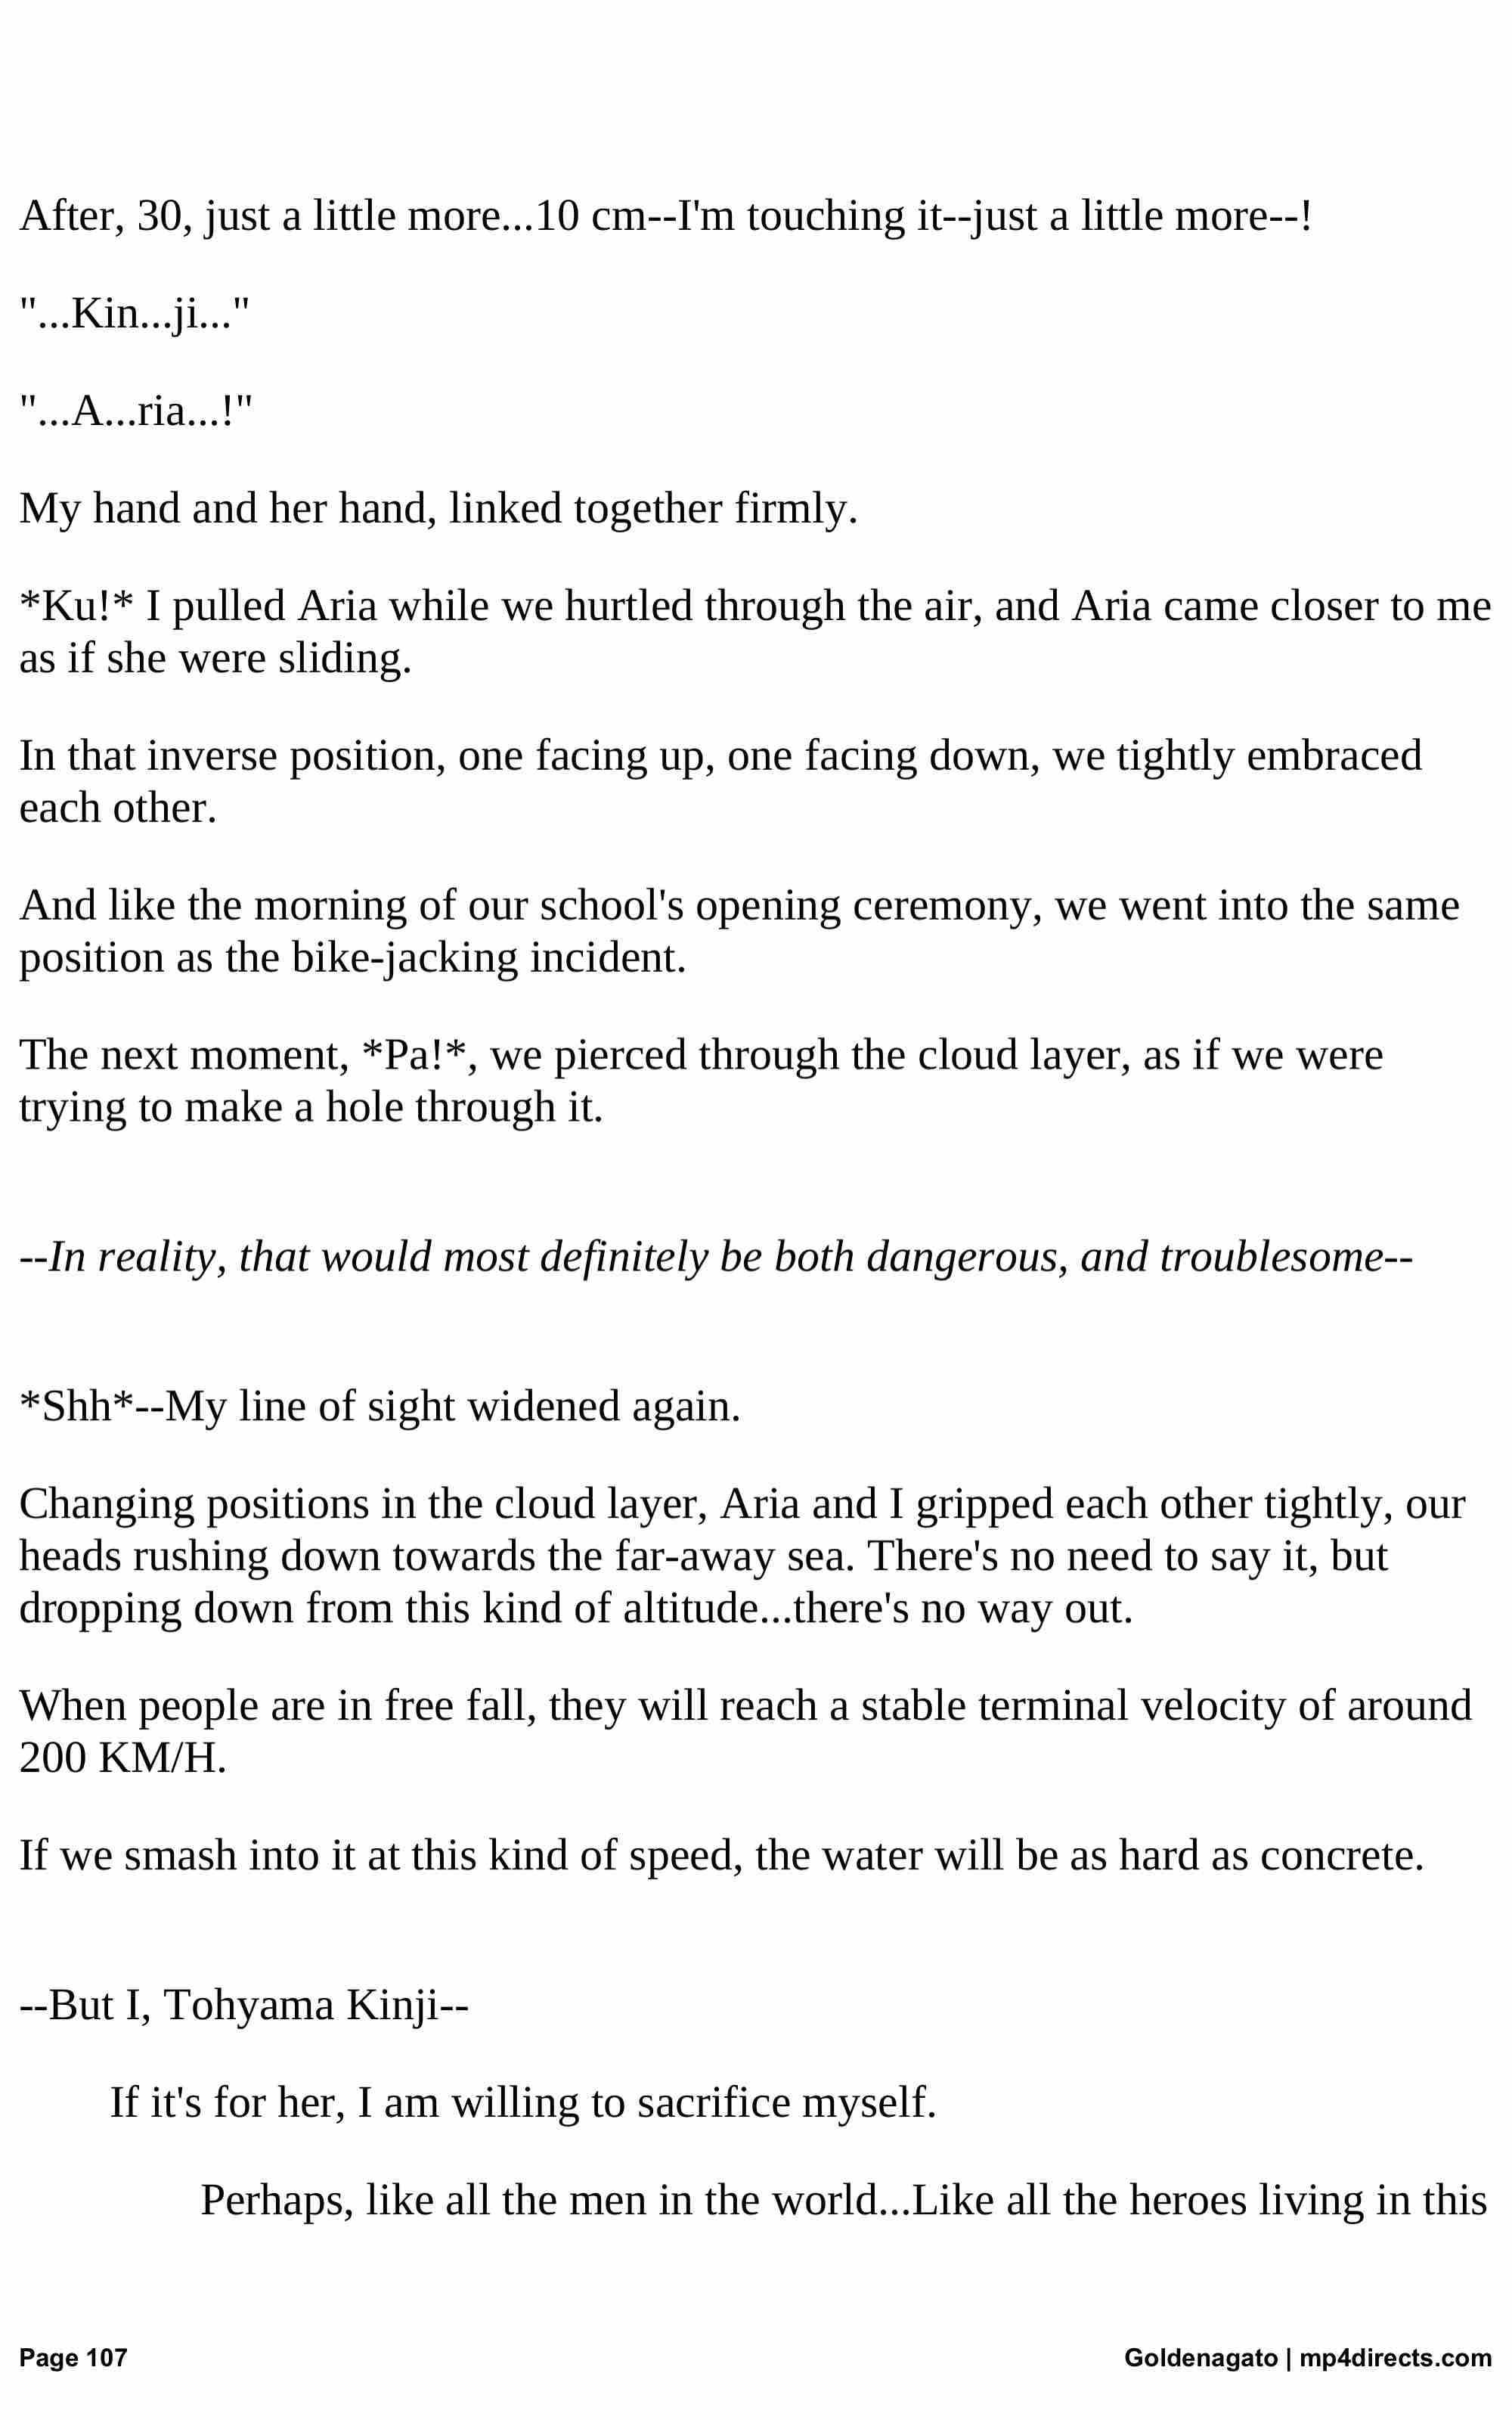 After, 30, just a little more...10 cm--I'm touching it--just a little more--!
"...Kin...ji..."
"...A...ria...!"
My hand and her hand, linked together firmly.
*Ku!* I pulled Aria while we hurtled through the air, and Aria came closer to me
as if she were sliding.
In that inverse position, one facing up, one facing down, we tightly embraced
each other.
And like the morning of our school's opening ceremony, we went into the same
position as the bike-jacking incident.
The next moment, *Pa!*, we pierced through the cloud layer, as if we were
trying to make a hole through it.
--In reality, that would most definitely be both dangerous, and troublesome--
*Shh*--My line of sight widened again.
Changing positions in the cloud layer, Aria and I gripped each other tightly, our
heads rushing down towards the far-away sea. There's no need to say it, but
dropping down from this kind of altitude...there's no way out.
When people are in free fall, they will reach a stable terminal velocity of around
200 KM/H.
If we smash into it at this kind of speed, the water will be as hard as concrete.
--But I, Tohyama Kinji--
If it's for her, I am willing to sacrifice myself.
Perhaps, like all the men in the world...Like all the heroes living in this
Page 107
Goldenagato | mp4directs.com